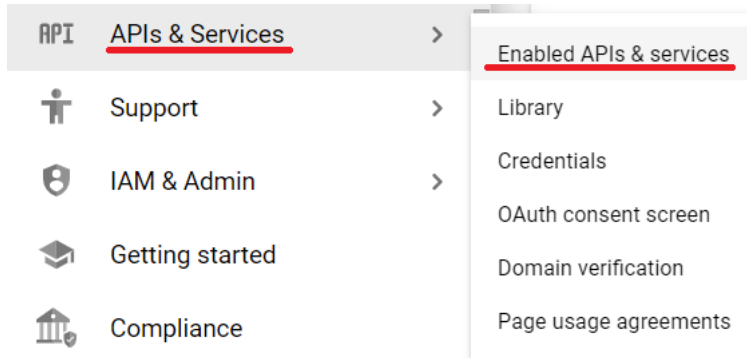 API APIs & Services
Support
IAM & Admin
Getting started
Compliance
Enabled APIs & services
Library
Credentials
OAuth consent screen
Domain verification
Page usage agreements